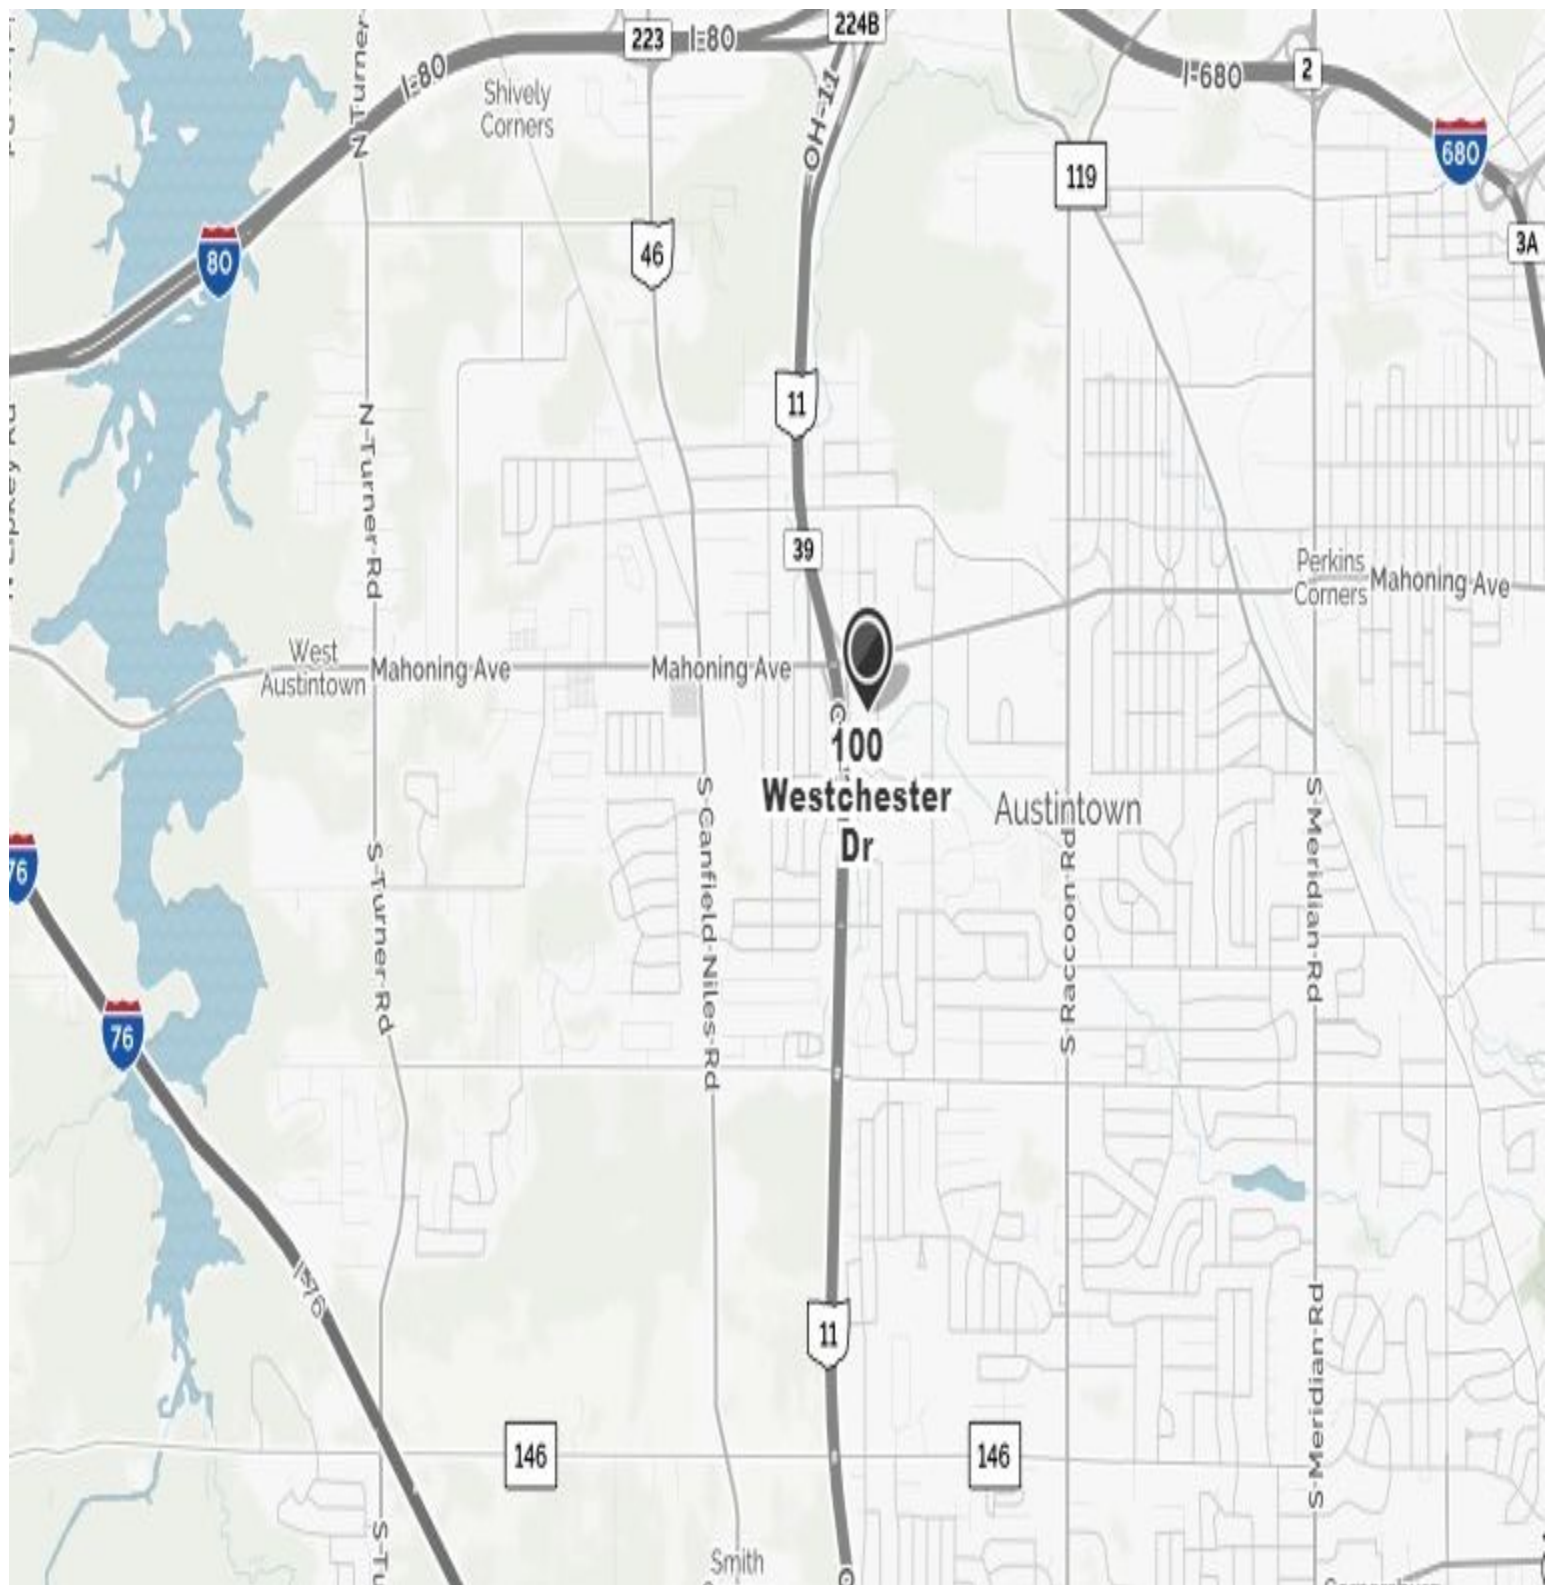 N-Turner-
223
I-80
224B
I-80
I-680
2
OH-11
Shively
Corners
680
119
46
80
3A
11
N-Turner-Rd
39
Perkins
Corners
Mahoning-Ave
West
Austintown
Mahoning-Ave
Mahoning-Ave
100
Westchester
Dr
Austintown
S-Canfield-Niles-Rd
S-Meridian-Rd
S-Raccoon-Rd
S-Turner-Rd
76
76
I-76
11
S-Meridian-Rd
146
146
S-Tu
Smith